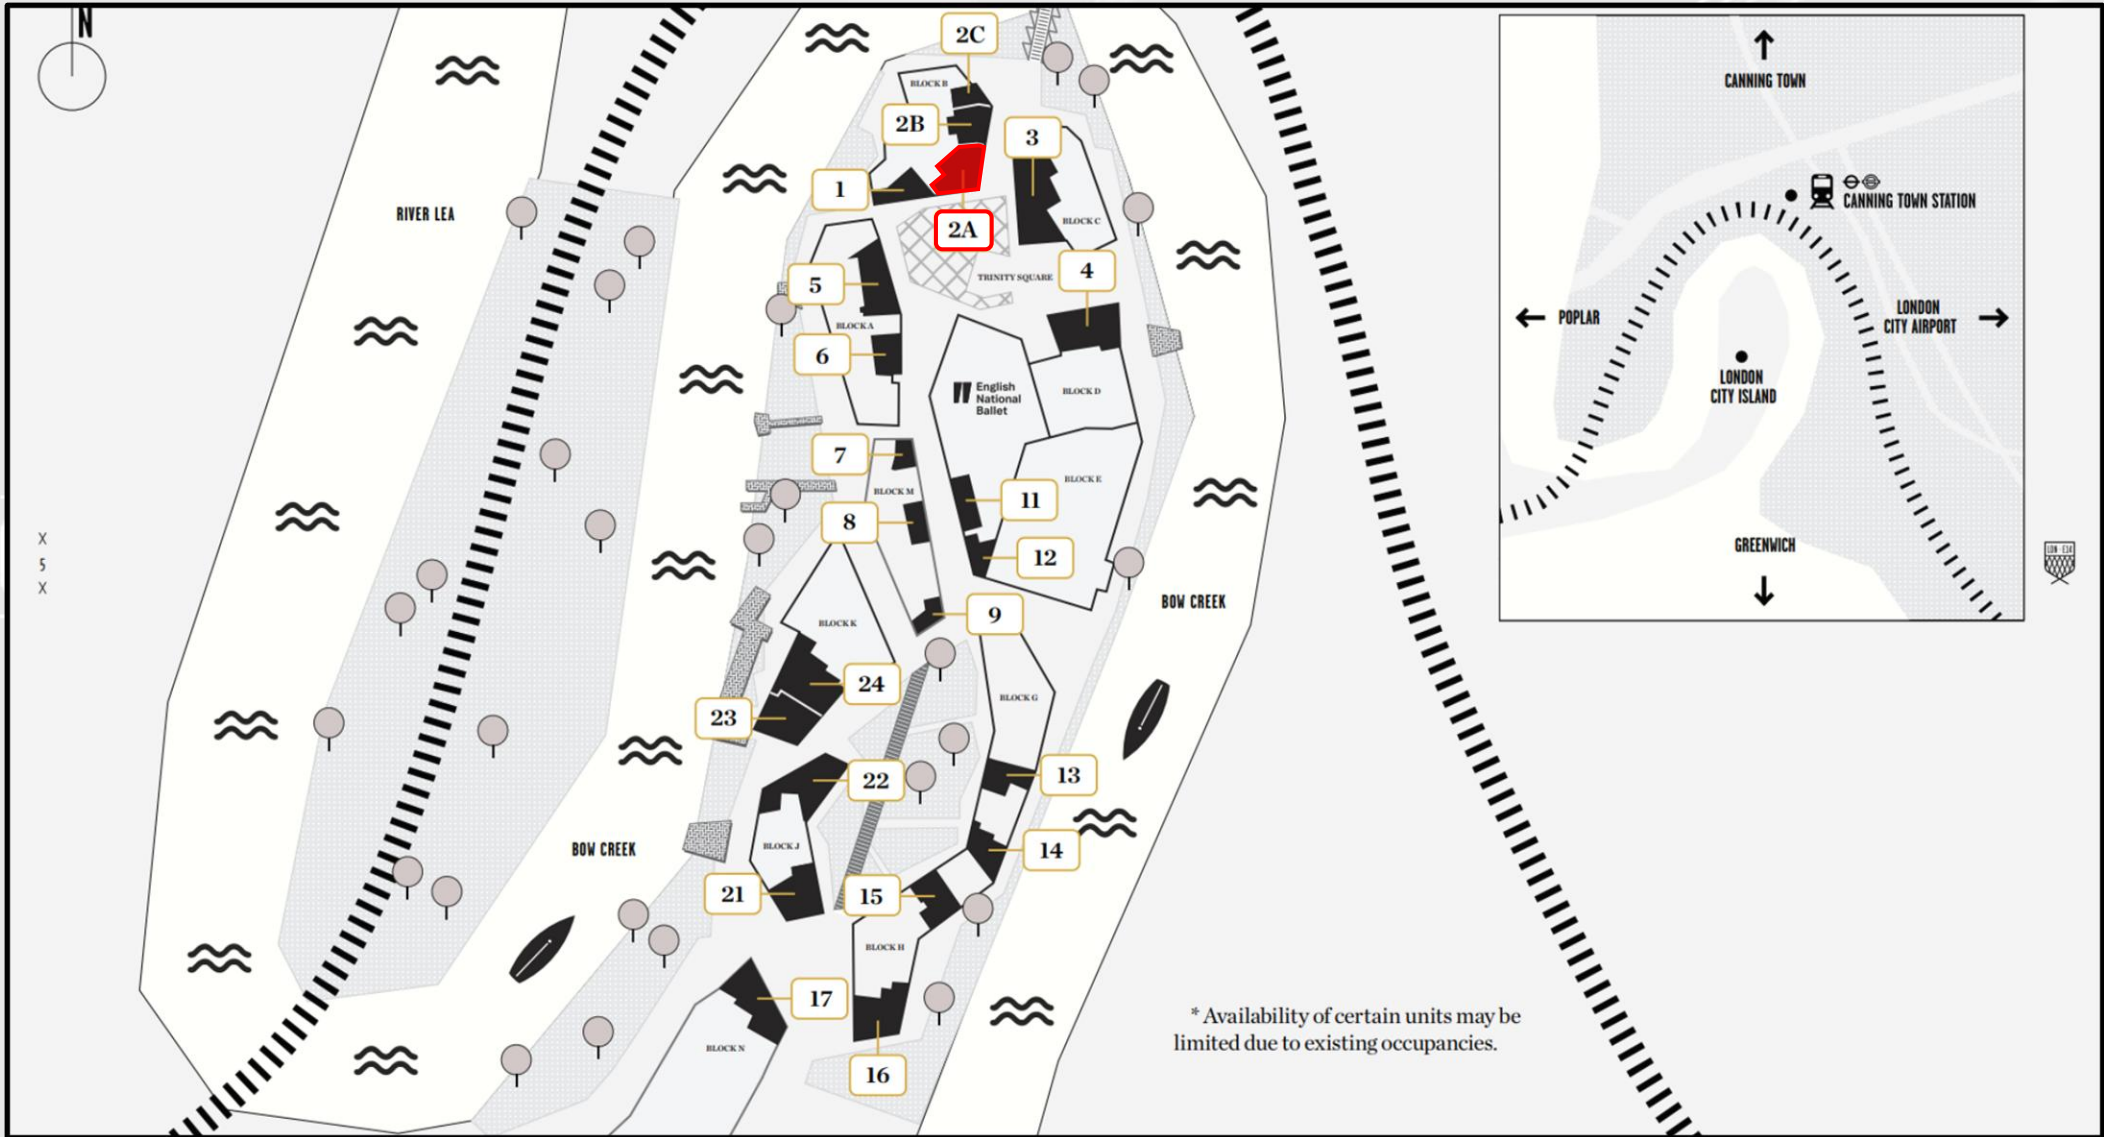 N
2C
BLOCK B
2B
3
1
2A
BLOCK C
RIVER LEA
5
TRINITY SQUARE
4
BLOCK A
6
English
National
Ballet
BLOCK D
7
BLOCK M
BLOCK E
11
8
12
X
5
X
9
BOW CREEK
BLOCK K
24
23
BLOCK G
22
13
BOW CREEK
BLOCK J
14
21
15
BLOCK H
17
BLOCK N
16
CANNING TOWN
CANNING TOWN STATION
POPLAR
LONDON
CITY AIRPORT
LONDON
CITY ISLAND
GREENWICH
LDN E14
* Availability of certain units may be
limited due to existing occupancies.